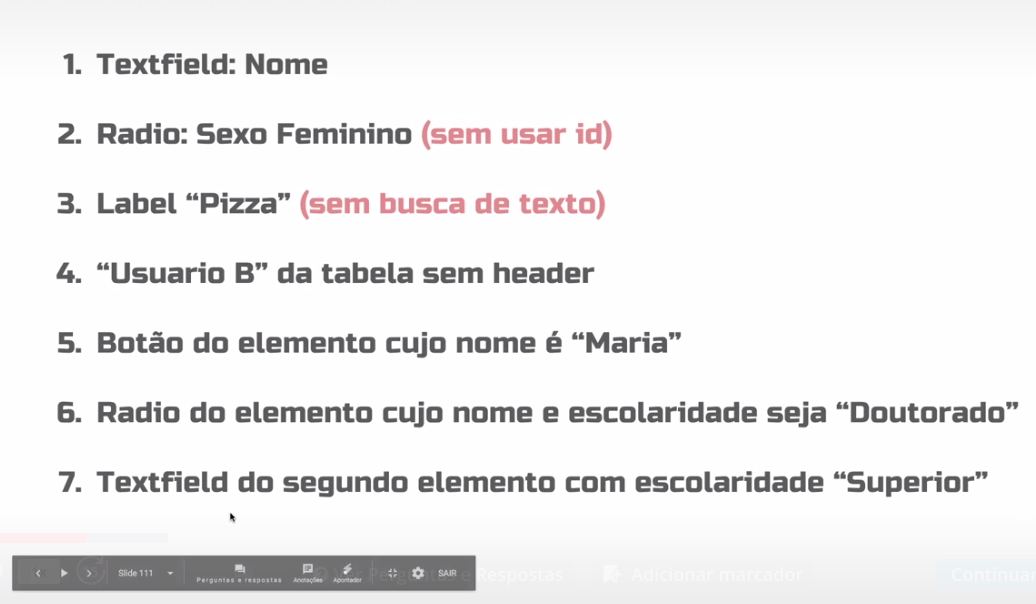 1. Textfield: Nome
2. Radio: Sexo Feminino (sem usar id)
3. Label “Pizza” (sem busca de texto)
4. “Usuario B” da tabela sem header
5. Botão do elemento cujo nome é “Maria”
6. Radio do elemento cujo nome e escolaridade seja “Doutorado”
7. Textfield do segundo elemento com escolaridade “Superior”
Slide 111
Perguntas e respostas
Anotações
Apontador
SAIR
Respostas
Adicionar marcador
Continuar